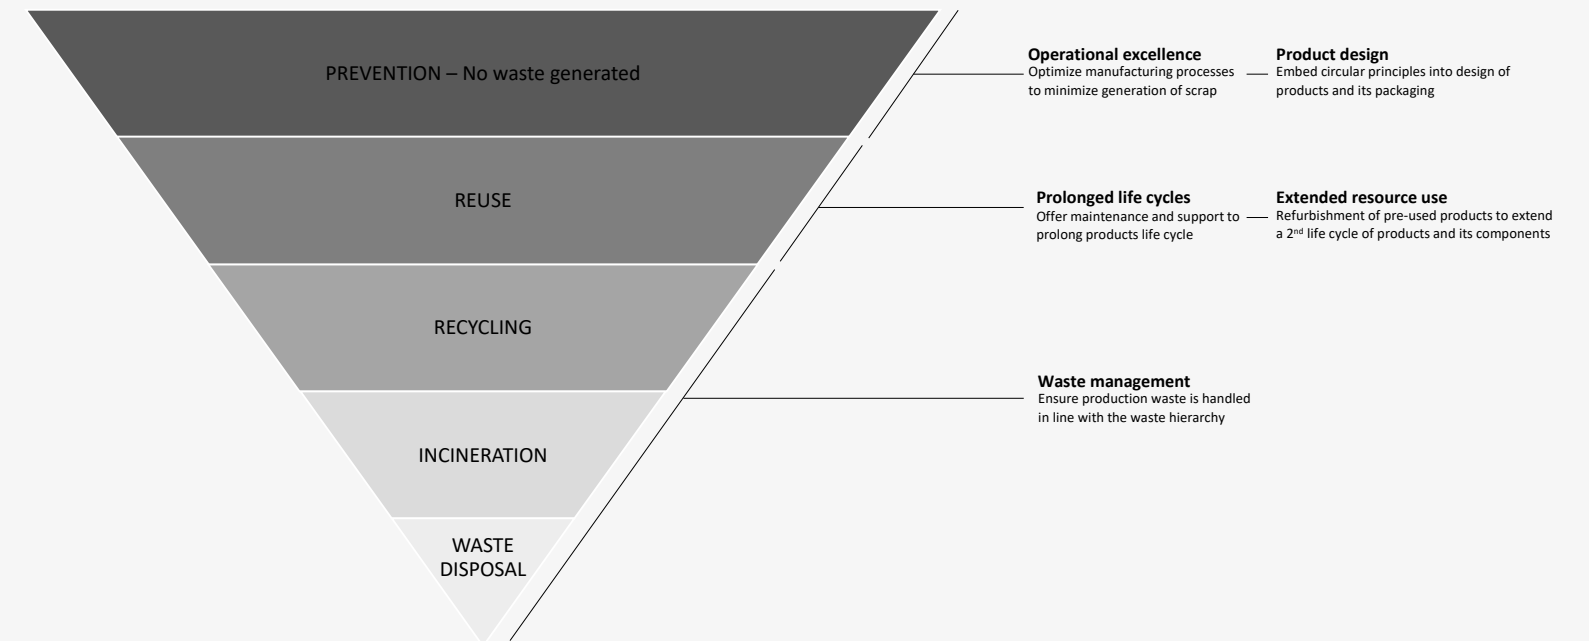 PREVENTION – No waste generated
Operational excellence
Optimize manufacturing processes
to minimize generation of scrap
Product design
Embed circular principles into design of
products and its packaging
REUSE
Prolonged life cycles
Offer maintenance and support to
prolong products life cycle
Extended resource use
Refurbishment of pre-used products to extend
a 2nd life cycle of products and its components
RECYCLING
Waste management
Ensure production waste is handled
in line with the waste hierarchy
INCINERATION
WASTE
DISPOSAL